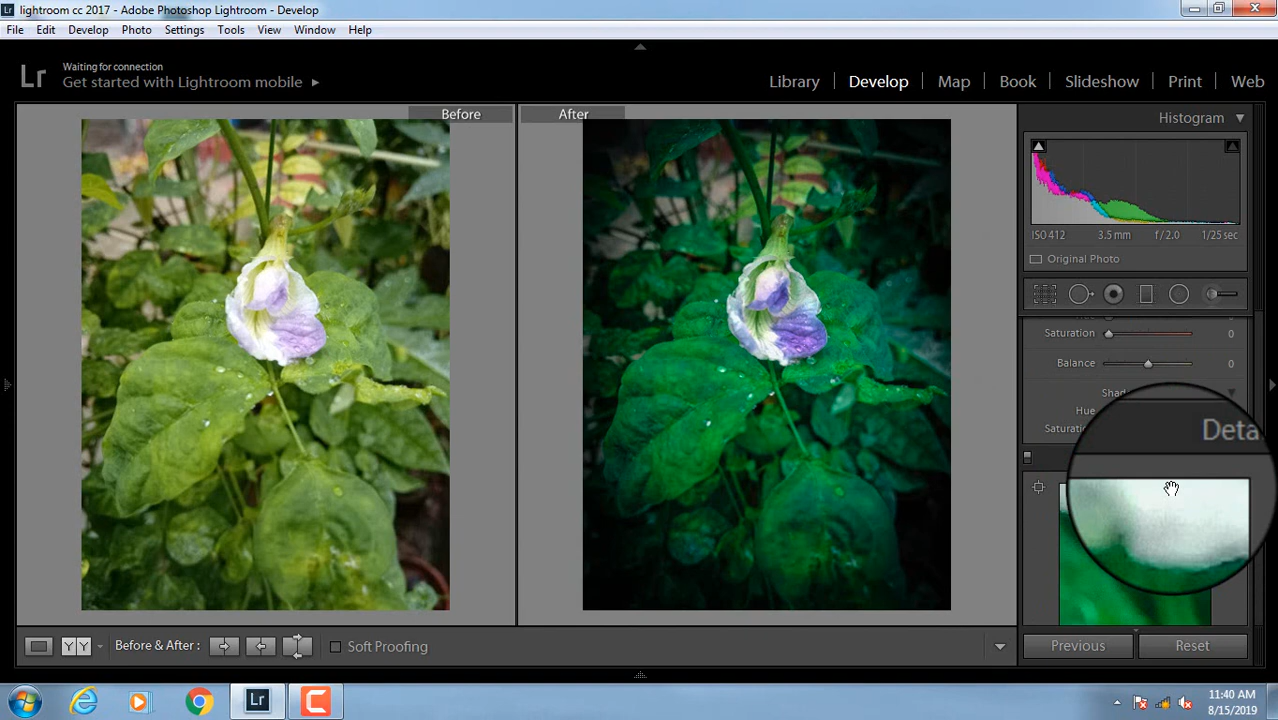 lightroom cc 2017 - Adobe Photoshop Lightroom - Develop
File Edit Develop Photo Settings Tools View Window Help
Lr
Waiting for connection
Get started with Lightroom mobile
Library Develop Map Book Slideshow Print Web
Before
After
Histogram
ISO 412 3.5 mm f / 2.0 1/25 sec
Original Photo
Saturation 0
Balance 0
Hue
Previous Reset
YY Before & After : Soft Proofing
Lr
11:40 AM
8/15/2019